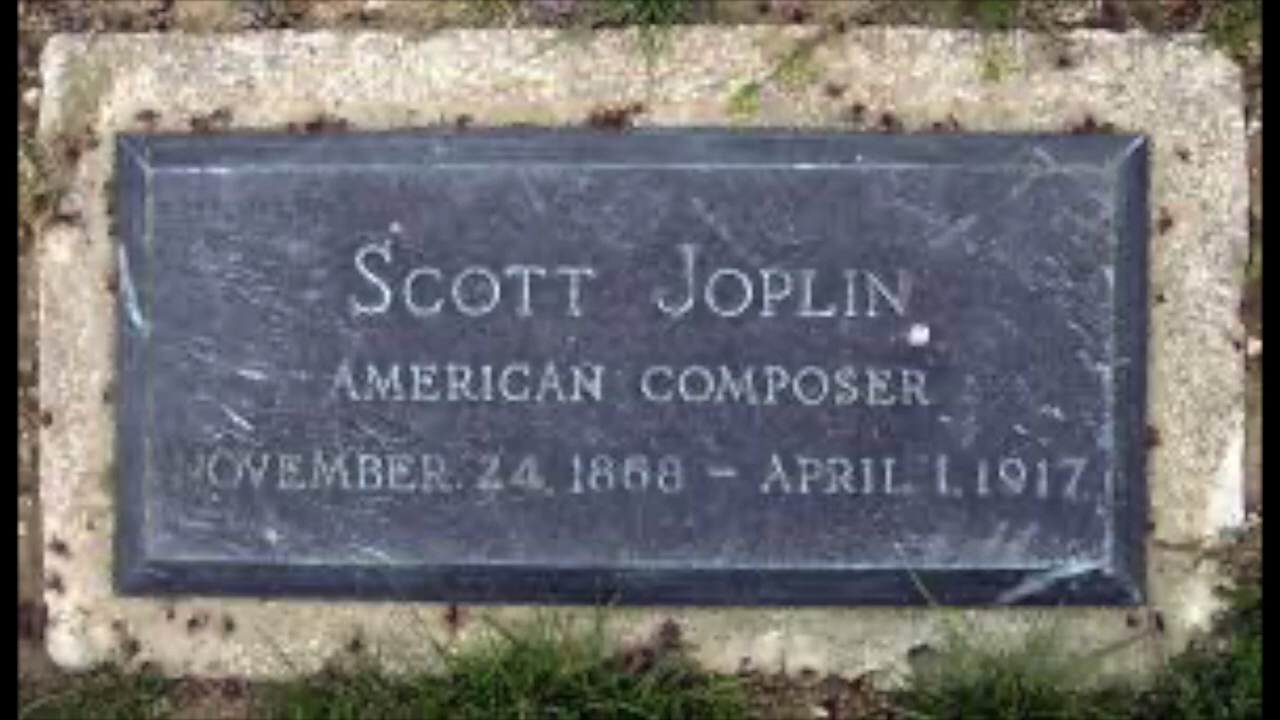 SCOTT JOPLIN
AMERICAN COMPOSER
NOVEMBER 24, 1868 – APRIL 1, 1917